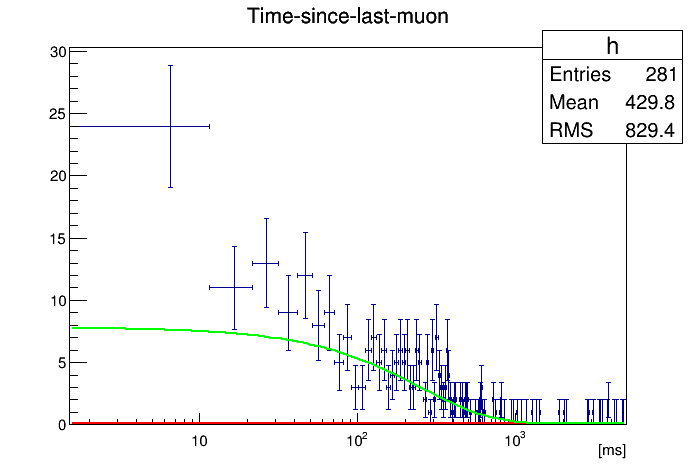 Time-since-last-muon
h
Entries 281
Mean 429.8
RMS 829.4
30
25
20
15
10
5
0
10 10² 10³
[ms]